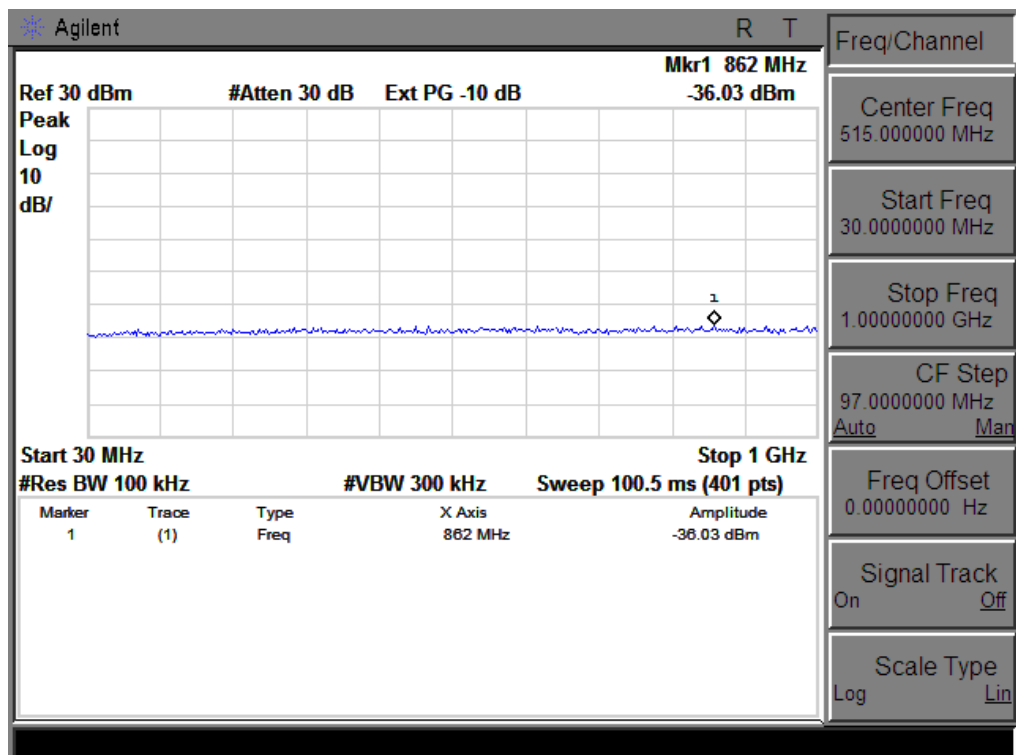 Agilent
R T
Mkr1 862 MHz
Ref 30 dBm #Atten 30 dB Ext PG -10 dB -36.03 dBm
Peak
Log
10
dB/
1
Start 30 MHz Stop 1 GHz
#Res BW 100 kHz #VBW 300 kHz Sweep 100.5 ms (401 pts)
Marker Trace Type X Axis Amplitude
1 (1) Freq 862 MHz -36.03 dBm
Freq/Channel
Center Freq
515.000000 MHz
Start Freq
30.0000000 MHz
Stop Freq
1.00000000 GHz
CF Step
97.0000000 MHz
Auto Man
Freq Offset
0.00000000 Hz
Signal Track
On Off
Scale Type
Log Lin